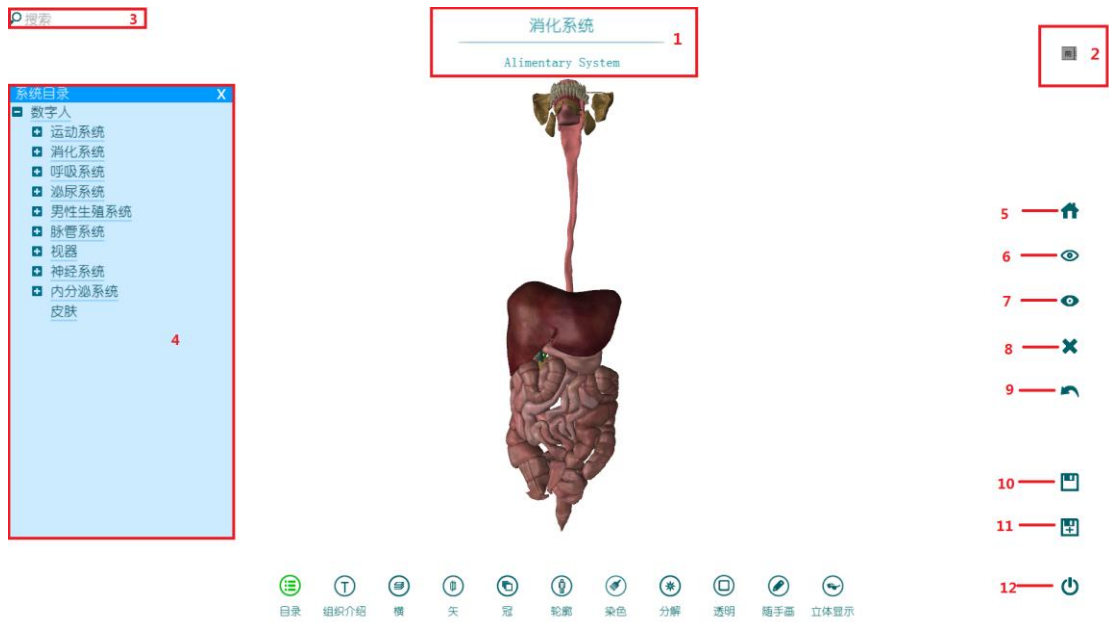 搜索
3
消化系统
1
Alimentary System
2
系统目录 X
数字人
运动系统
消化系统
呼吸系统
泌尿系统
男性生殖系统
脉管系统
视器
神经系统
内分泌系统
皮肤
4
5
6
7
8
9
10
11
12
目录 组织介绍 横 矢 冠 轮廓 染色 分解 透明 随手画 立体显示